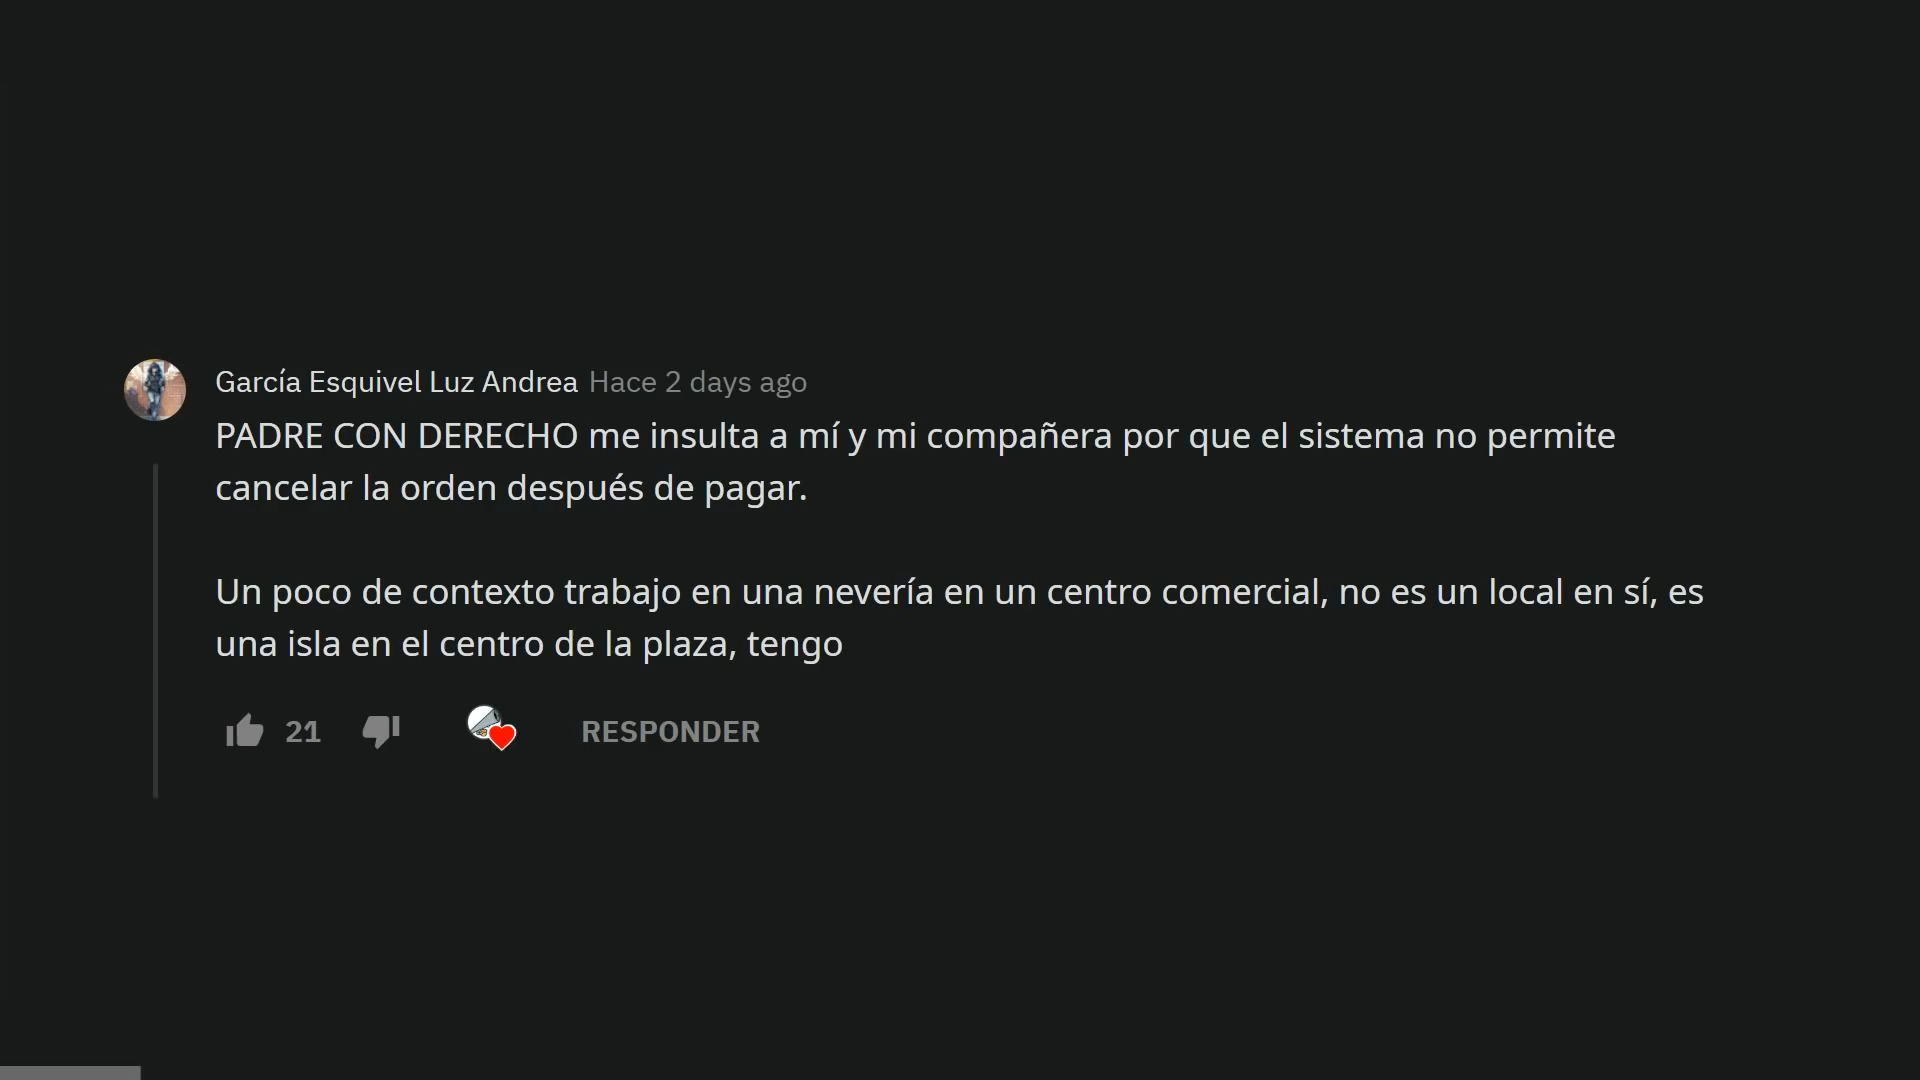 García Esquivel Luz Andrea Hace 2 days ago
PADRE CON DERECHO me insulta a mí y mi compañera por que el sistema no permite
cancelar la orden después de pagar.
Un poco de contexto trabajo en una nevería en un centro comercial, no es un local en sí, es
una isla en el centro de la plaza, tengo
21 RESPONDER